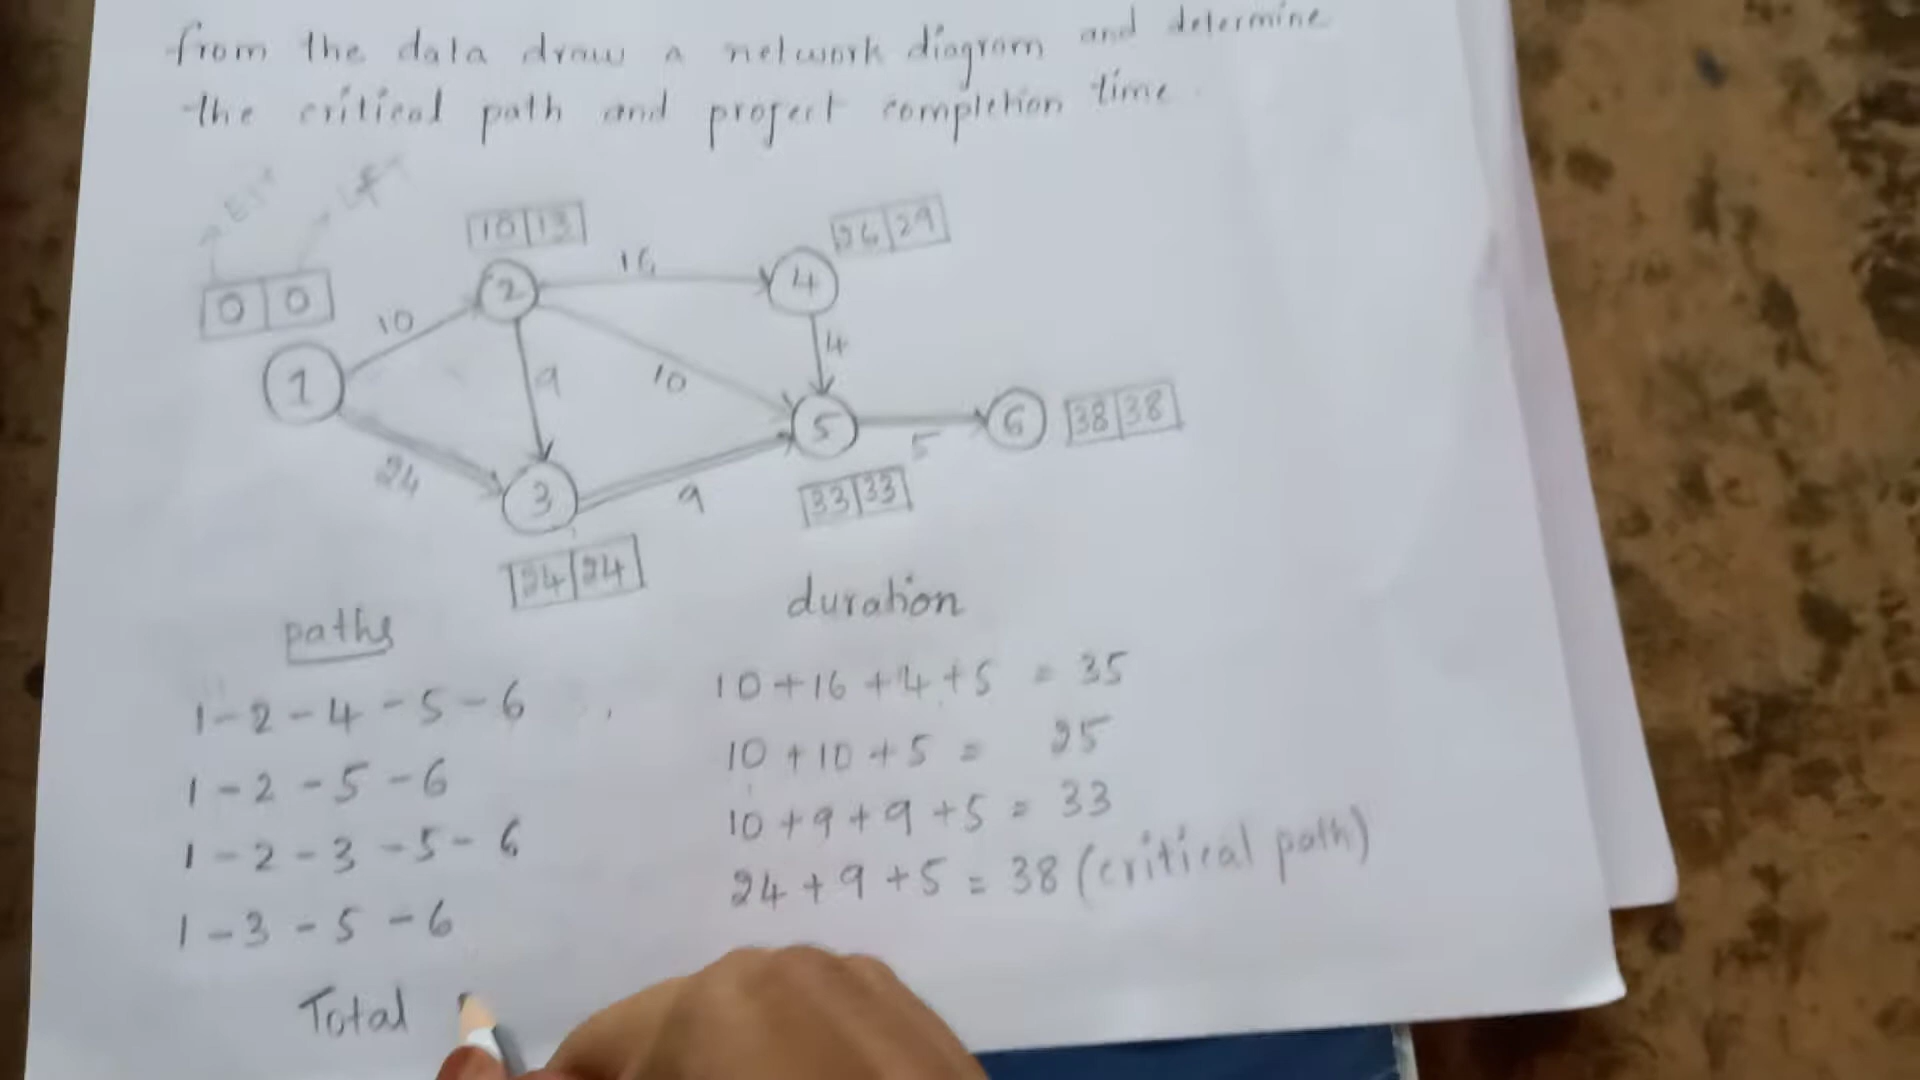 from the data draw a network diagram and determine
the critical path and project completion time.
EST
10 | 13
26 | 29
0 | 0
16
2
4
10
4
1
9
10
5
6
38 | 38
5
24
3
9
33 | 33
24 | 24
paths
duration
1 - 2 - 4 - 5 - 6
10 + 16 + 4 + 5 = 35
1 - 2 - 5 - 6
10 + 10 + 5 = 25
1 - 2 - 3 - 5 - 6
10 + 9 + 9 + 5 = 33
1 - 3 - 5 - 6
24 + 9 + 5 = 38 (critical path)
Total